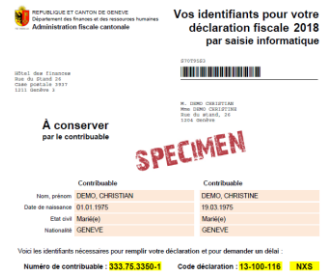 REPUBLIQUE ET CANTON DE GENEVE
Département des finances et des ressources humaines
Administration fiscale cantonale
Vos identifiants pour votre
déclaration fiscale 2018
par saisie informatique
Hôtel des finances
Rue du Stand 26
Case postale 3937
1211 Genève 3
M. DEMO CHRISTIAN
Mme DEMO CHRISTINE
Rue du stand, 26
1204 Genève
À conserver
par le contribuable
SPECIMEN
Contribuable Contribuable
Nom, prénom DEMO, CHRISTIAN DEMO, CHRISTINE
Date de naissance 01.01.1975 19.03.1975
Etat civil Marié(e) Marié(e)
Nationalité GENEVE GENEVE
Voici les identifiants nécessaires pour remplir votre déclaration et pour demander un délai :
Numéro de contribuable : 333.75.3350-1 Code déclaration : 13-100-116 NXS